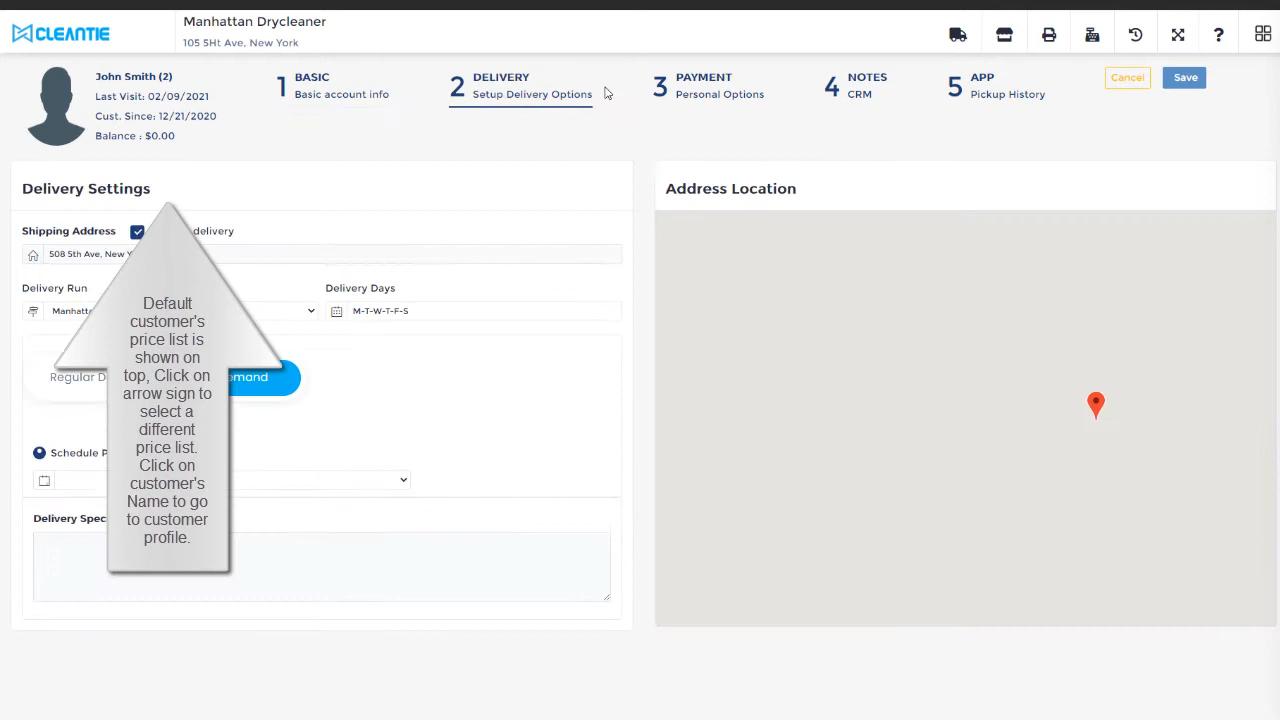 CLEANTIE
Manhattan Drycleaner
105 5Ht Ave, New York
?
John Smith (2)
Last Visit: 02/09/2021
Cust. Since: 12/21/2020
Balance : $0.00
1 BASIC
Basic account info
2 DELIVERY
Setup Delivery Options
3 PAYMENT
Personal Options
4 NOTES
CRM
5 APP
Pickup History
Cancel
Save
Delivery Settings
Shipping Address
delivery
508 5th Ave, New
Delivery Run
Delivery Days
M-T-W-T-F-S
Regular
Schedule
Delivery
Default
customer's
price list is
shown on
top, Click on
arrow sign to
select a
different
price list.
Click on
customer's
Name to go
to customer
profile.
Address Location